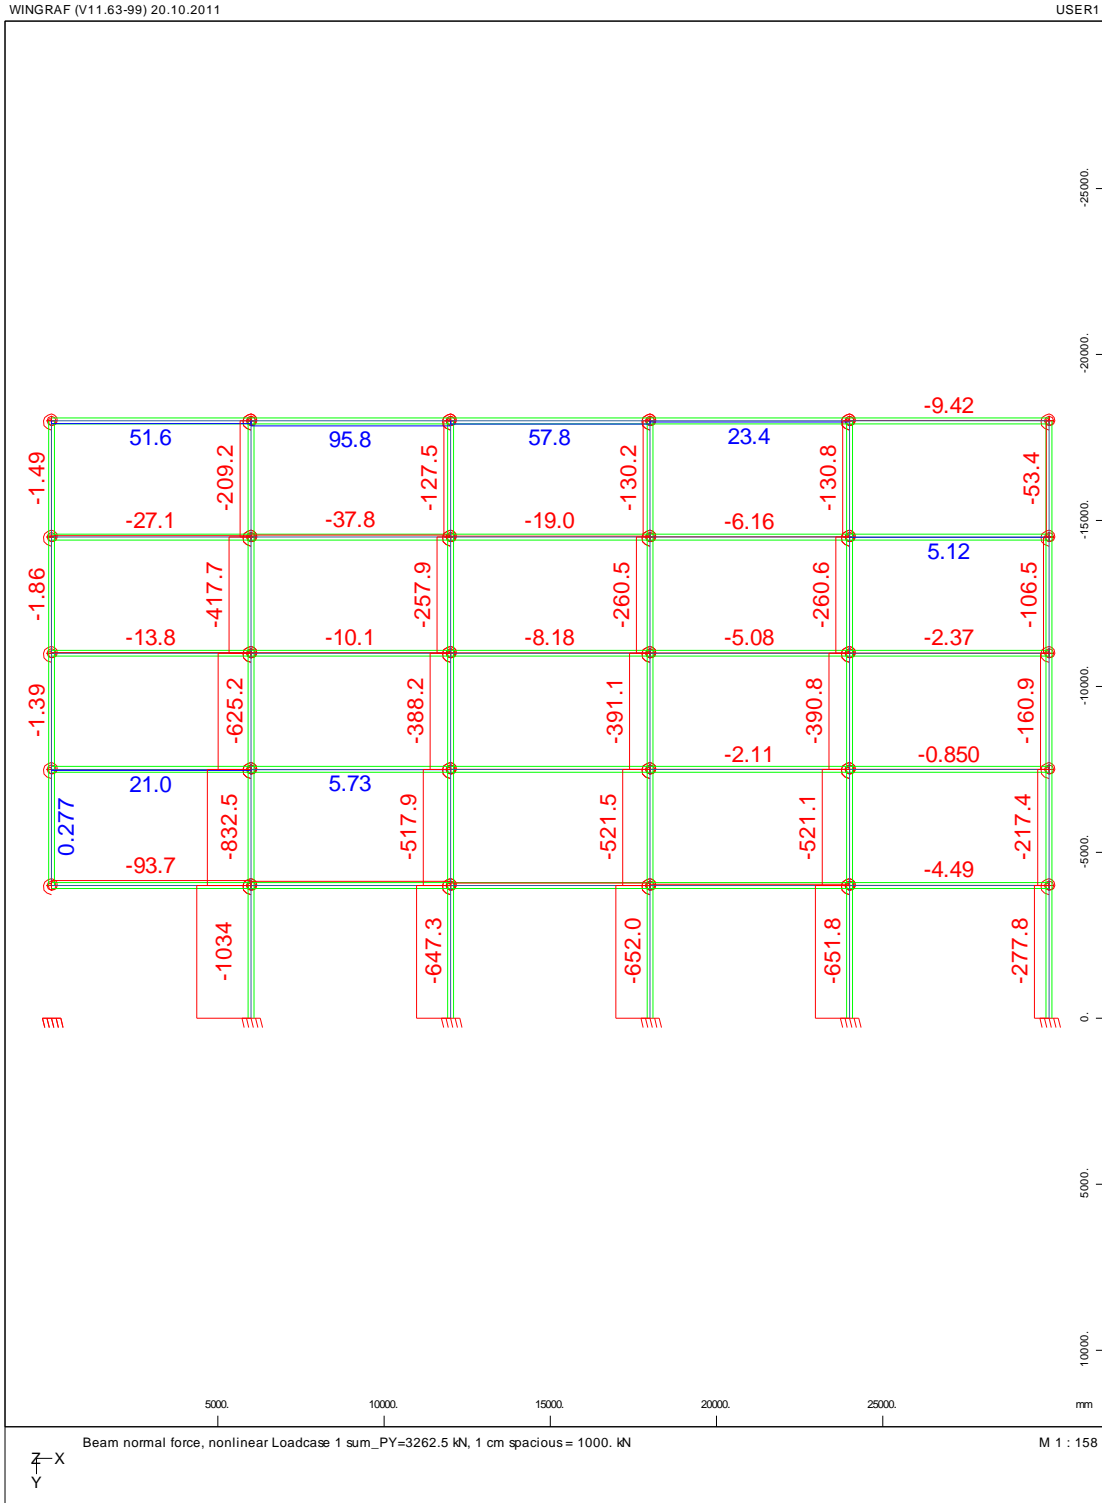 WINGRAF (V11.63-99) 20.10.2011 USER1
-25000.
-20000.
-9.42
51.6 95.8 57.8 23.4
-1.49 -209.2 -127.5 -130.2 -130.8 -53.4
-15000.
-27.1 -37.8 -19.0 -6.16
5.12
-1.86 -417.7 -257.9 -260.5 -260.6 -106.5
-13.8 -10.1 -8.18 -5.08 -2.37
-10000.
-1.39 -625.2 -388.2 -391.1 -390.8 -160.9
-2.11 -0.850
21.0 5.73
0.277 -832.5 -517.9 -521.5 -521.1 -217.4
-5000.
-93.7 -4.49
-1034 -647.3 -652.0 -651.8 -277.8
0.
5000.
10000.
5000. 10000. 15000. 20000. 25000. mm
Beam normal force, nonlinear Loadcase 1 sum_PY=3262.5 kN, 1 cm spacious = 1000. kN M 1 : 158
Z X
Y